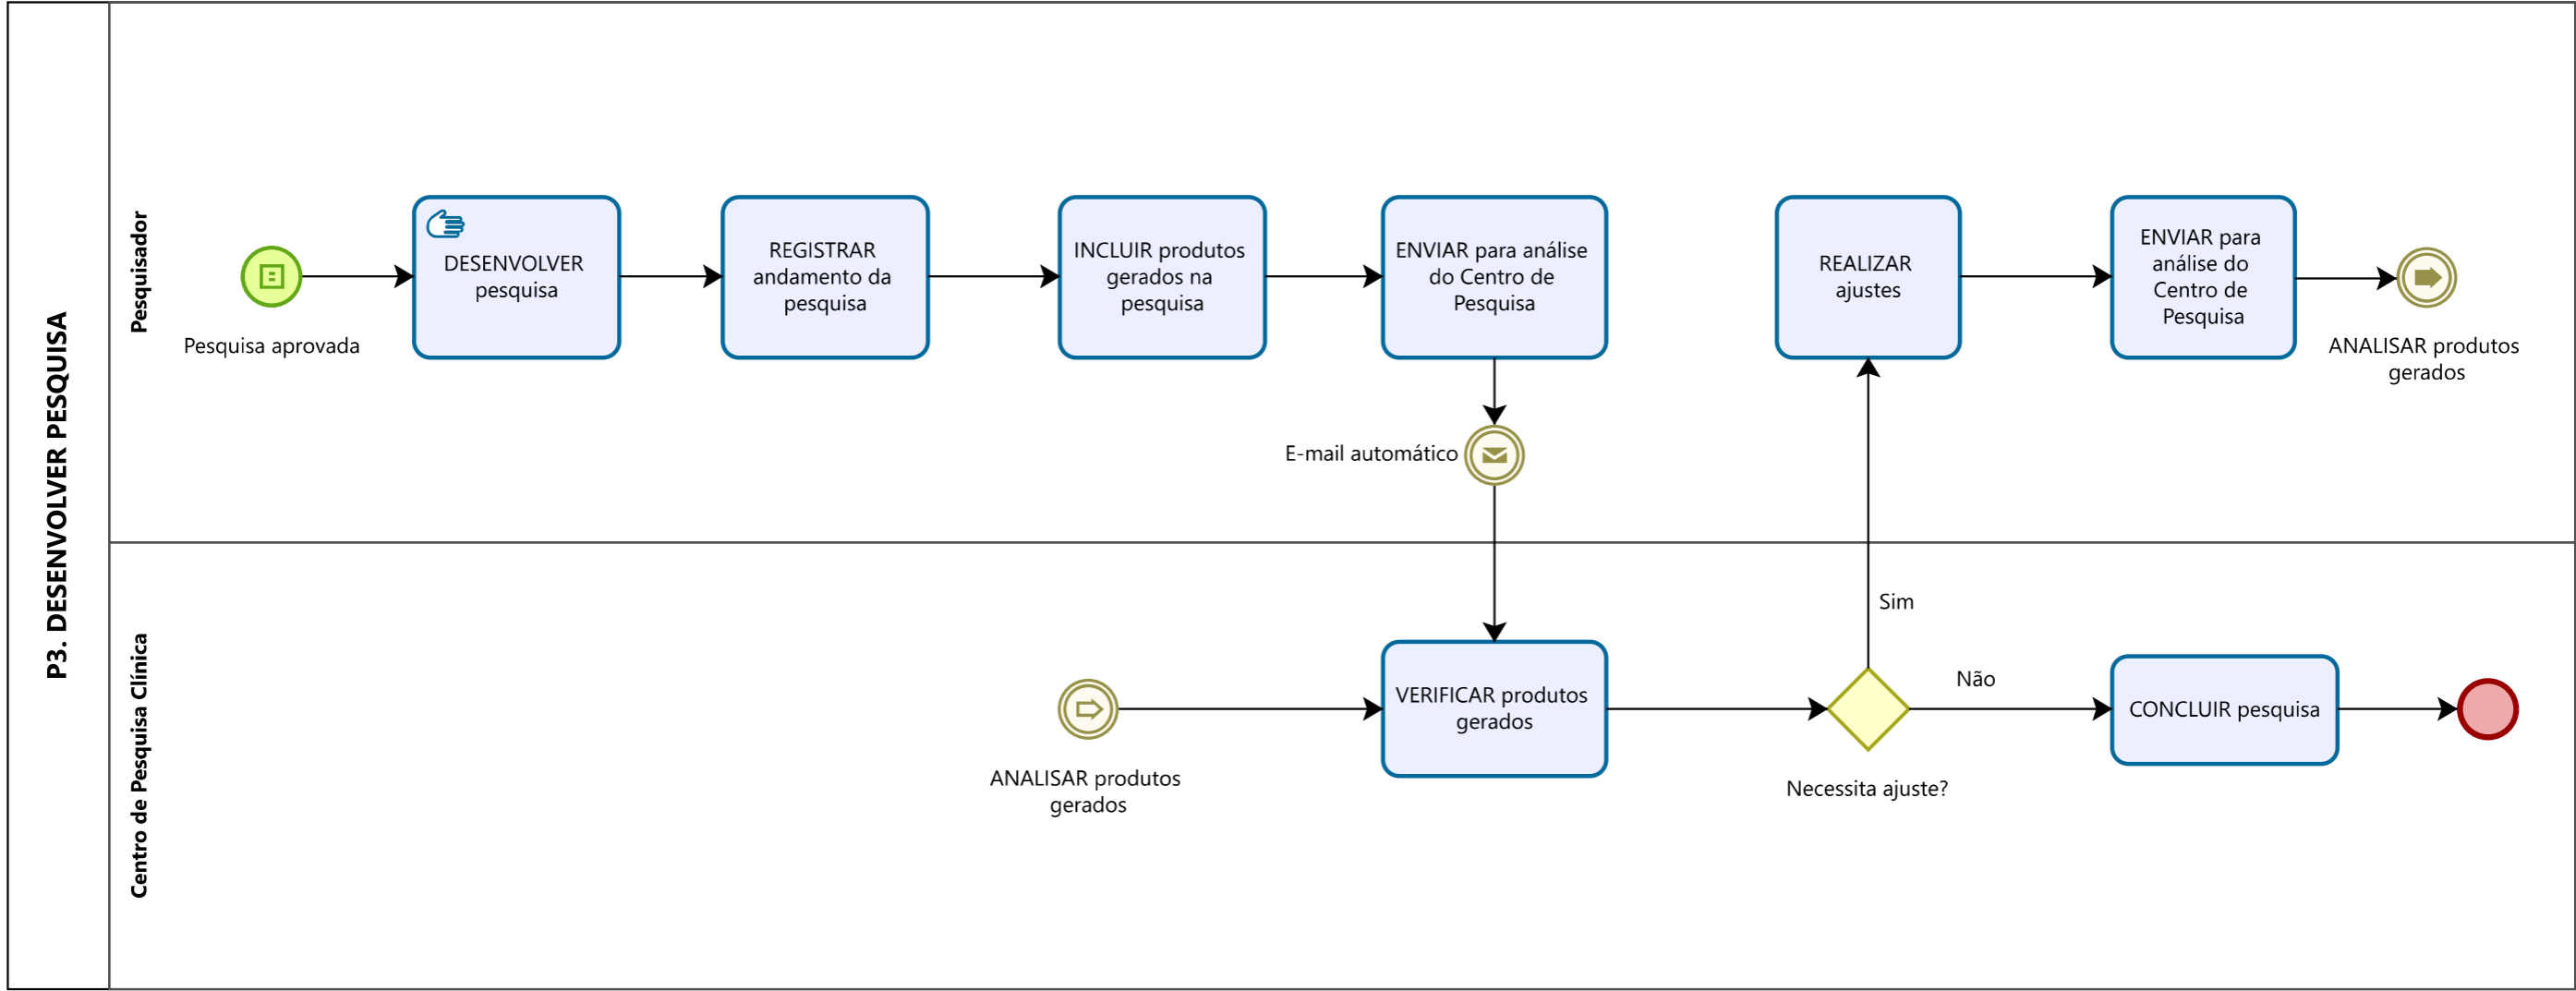 P3. DESENVOLVER PESQUISA
Pesquisador
Pesquisa aprovada
DESENVOLVER
pesquisa
REGISTRAR
andamento da
pesquisa
INCLUIR produtos
gerados na
pesquisa
ENVIAR para análise
do Centro de
Pesquisa
E-mail automático
REALIZAR
ajustes
ENVIAR para
análise do
Centro de
Pesquisa
ANALISAR produtos
gerados
Centro de Pesquisa Clínica
ANALISAR produtos
gerados
VERIFICAR produtos
gerados
Necessita ajuste?
Sim
Não
CONCLUIR pesquisa